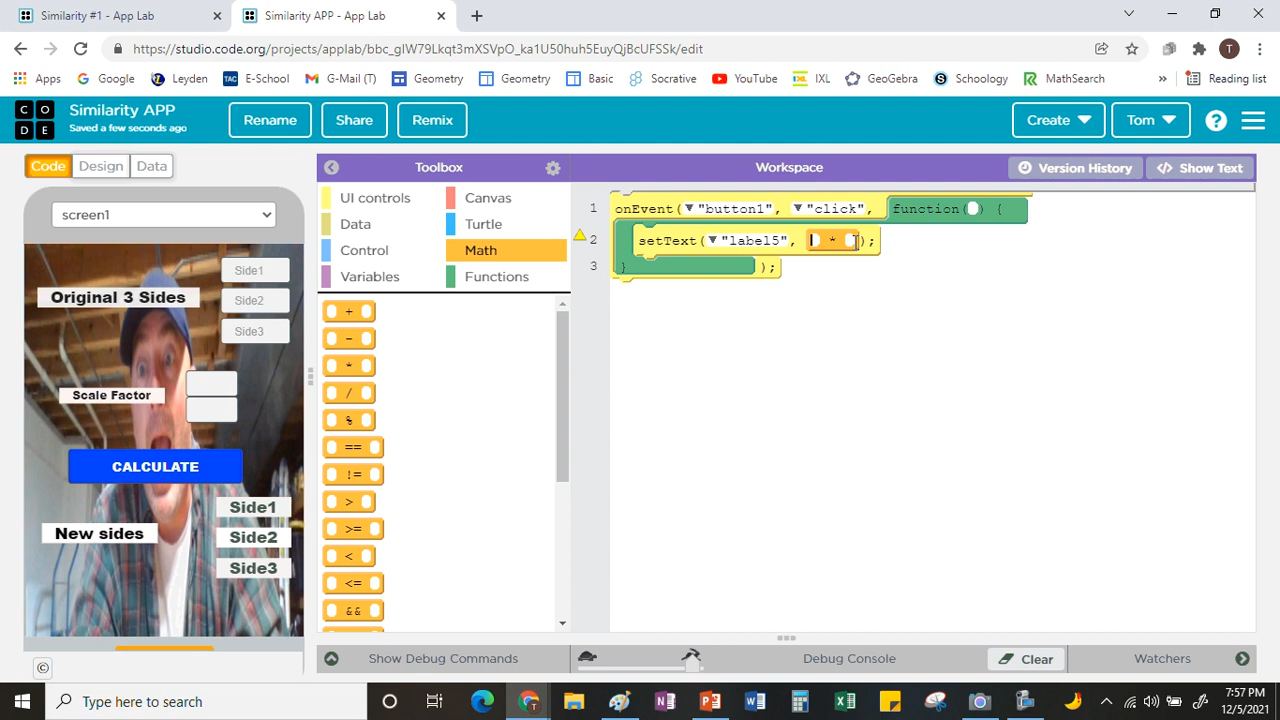 Similarity #1 - App Lab
Similarity APP - App Lab
https://studio.code.org/projects/applab/bbc_gIW79Lkqt3mXSVpO_ka1U50huh5EuyQjBcUFSSk/edit
Apps
Google
Leyden
TAC
E-School
G-Mail (T)
Geometry
Geometry
Basic
Socrative
YouTube
IXL
GeoGebra
Schoology
MathSearch
»
Reading list
T
C O
D E
Similarity APP
Saved a few seconds ago
Rename
Share
Remix
Create
Tom
?
Code
Design
Data
Toolbox
Workspace
Version History
</> Show Text
screen1
UI controls
Canvas
Data
Turtle
Control
Math
Variables
Functions
+
-
*
/
%
==
!=
>
>=
<
<=
&&
1 onEvent( "button1", "click", function( ) {
2 setText( "label5", * );
3 } );
Original 3 Sides
Side1
Side2
Side3
Scale Factor
CALCULATE
New sides
Side1
Side2
Side3
Show Debug Commands
Debug Console
Clear
Watchers
Type here to search
7:57 PM
12/5/2021